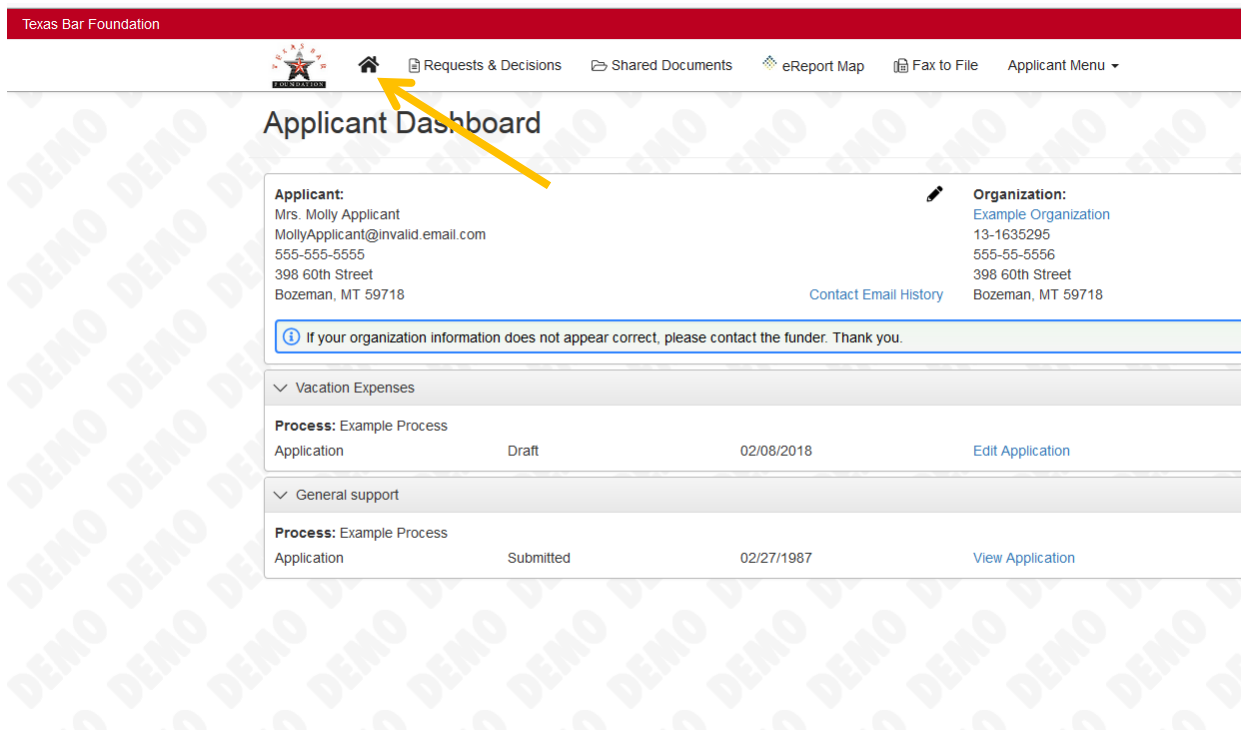 Texas Bar Foundation
TEXAS BAR
FOUNDATION
Requests & Decisions Shared Documents eReport Map Fax to File Applicant Menu
Applicant Dashboard
Applicant: Organization:
Mrs. Molly Applicant Example Organization
MollyApplicant@invalid.email.com 13-1635295
555-555-5555 555-55-5556
398 60th Street 398 60th Street
Bozeman, MT 59718 Contact Email History Bozeman, MT 59718
If your organization information does not appear correct, please contact the funder. Thank you.
Vacation Expenses
Process: Example Process
Application Draft 02/08/2018 Edit Application
General support
Process: Example Process
Application Submitted 02/27/1987 View Application
DEMO